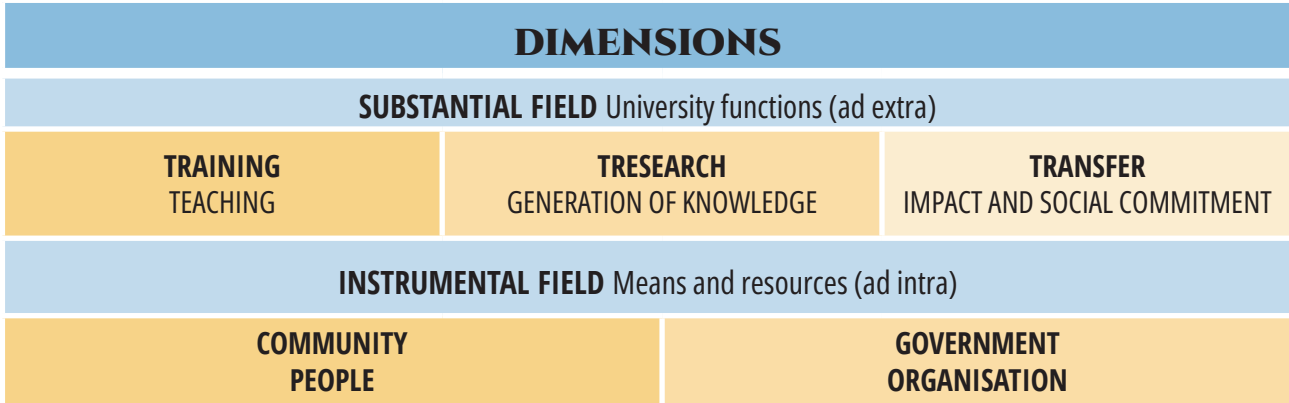 DIMENSIONS
SUBSTANTIAL FIELD University functions (ad extra)
TRAINING
TEACHING
TRESEARCH
GENERATION OF KNOWLEDGE
TRANSFER
IMPACT AND SOCIAL COMMITMENT
INSTRUMENTAL FIELD Means and resources (ad intra)
COMMUNITY
PEOPLE
GOVERNMENT
ORGANISATION